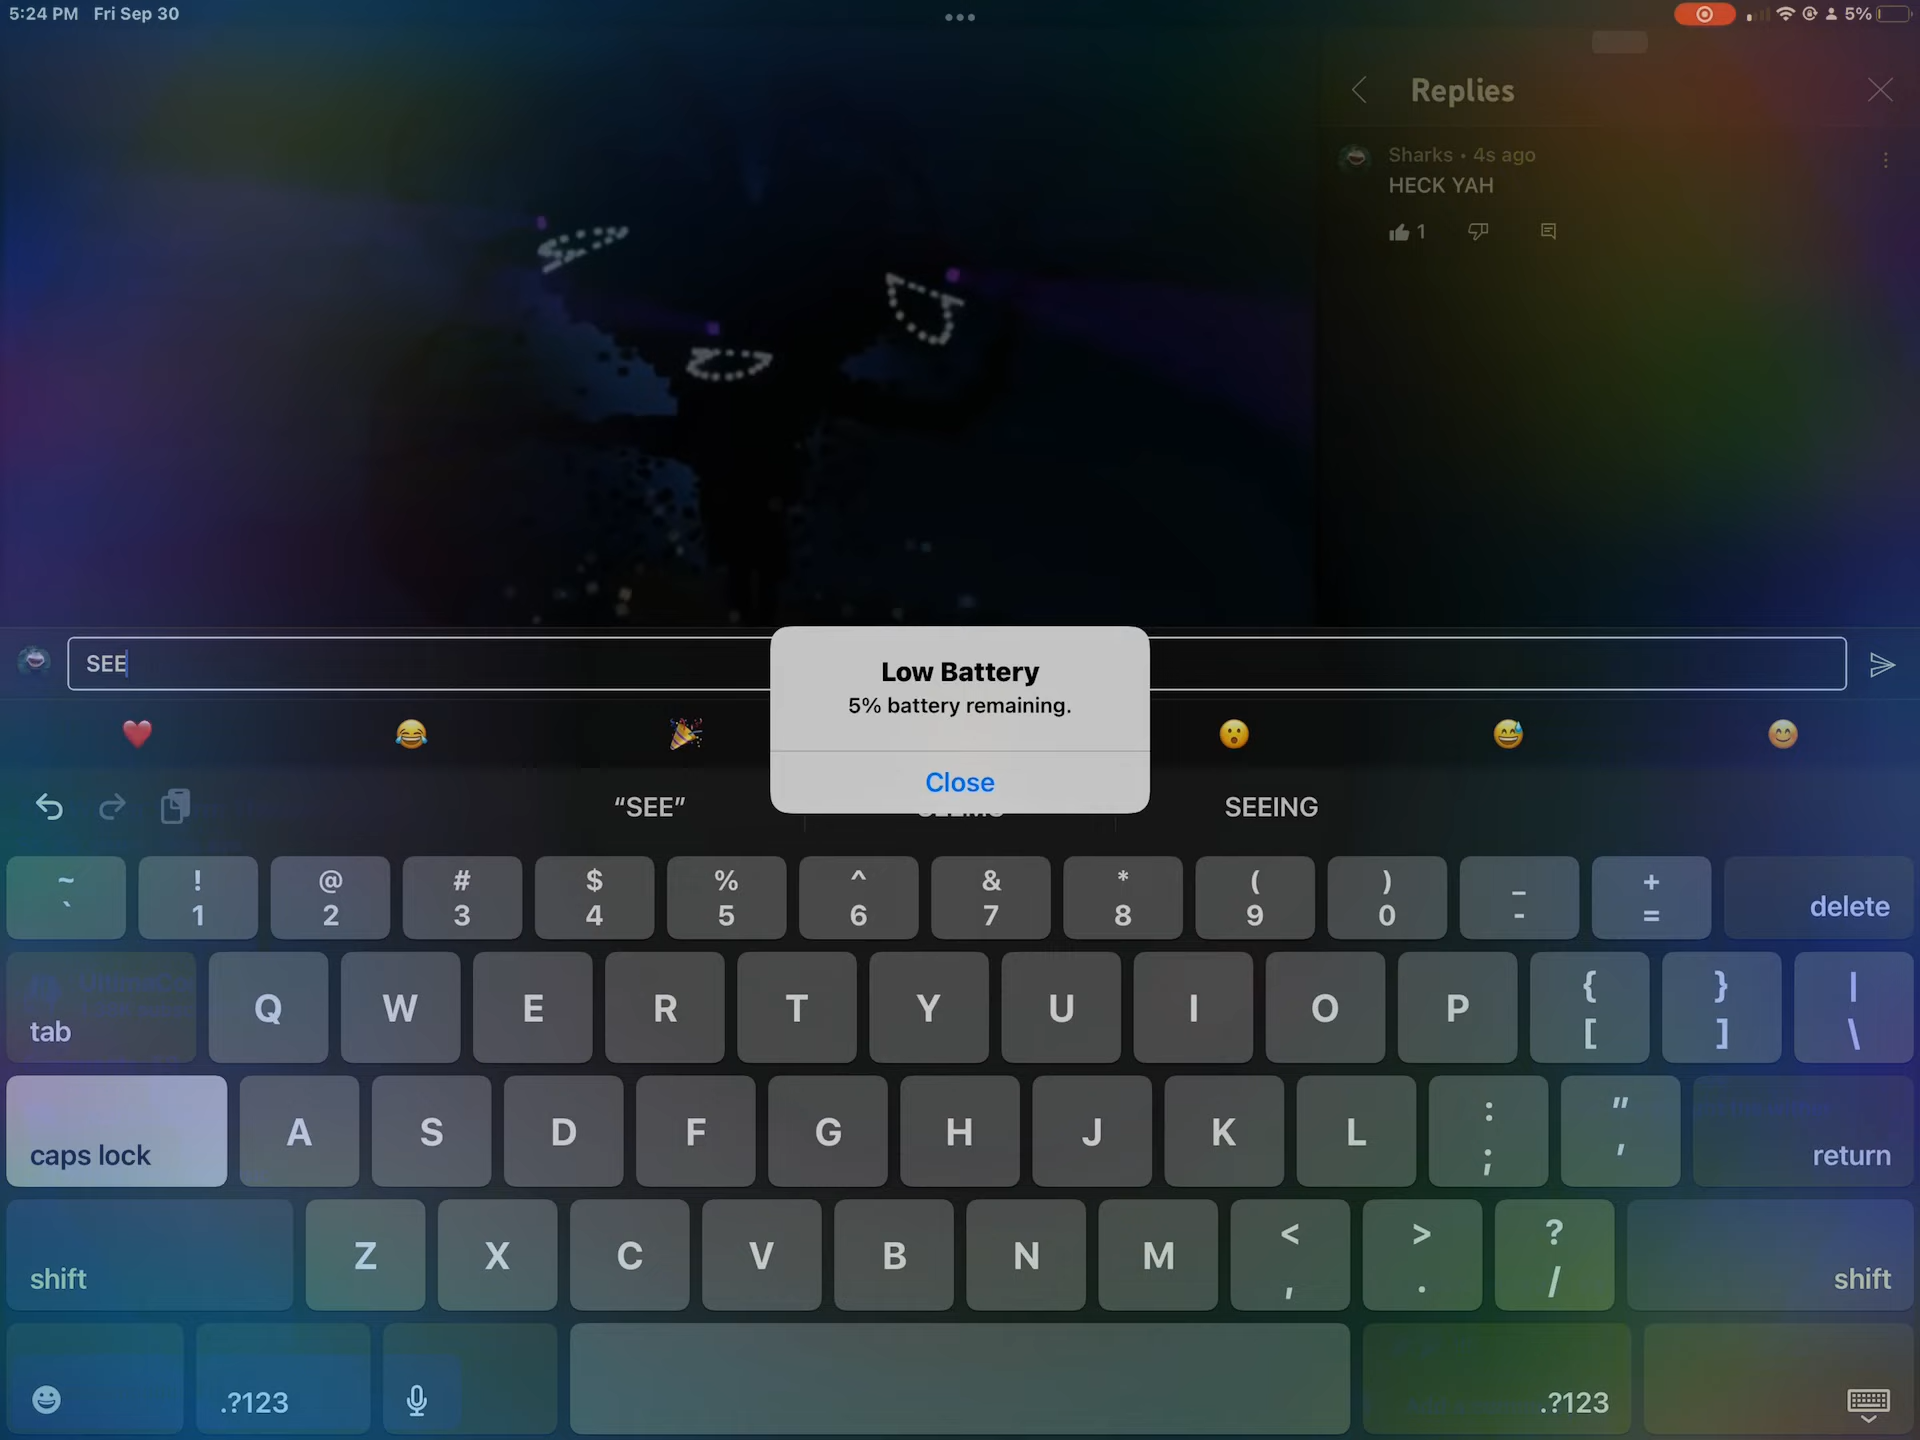 5:24 PM Fri Sep 30
5%
Replies
Sharks • 4s ago
HECK YAH
1
SEE
Low Battery
5% battery remaining.
Close
“SEE”
SEEING
~ ! @ # $ % ^ & * ( ) _ +
` 1 2 3 4 5 6 7 8 9 0 - = delete
tab Q W E R T Y U I O P { [ } ] | \
caps lock A S D F G H J K L : ; " ' return
shift Z X C V B N M < , > . ? / shift
.?123 .?123